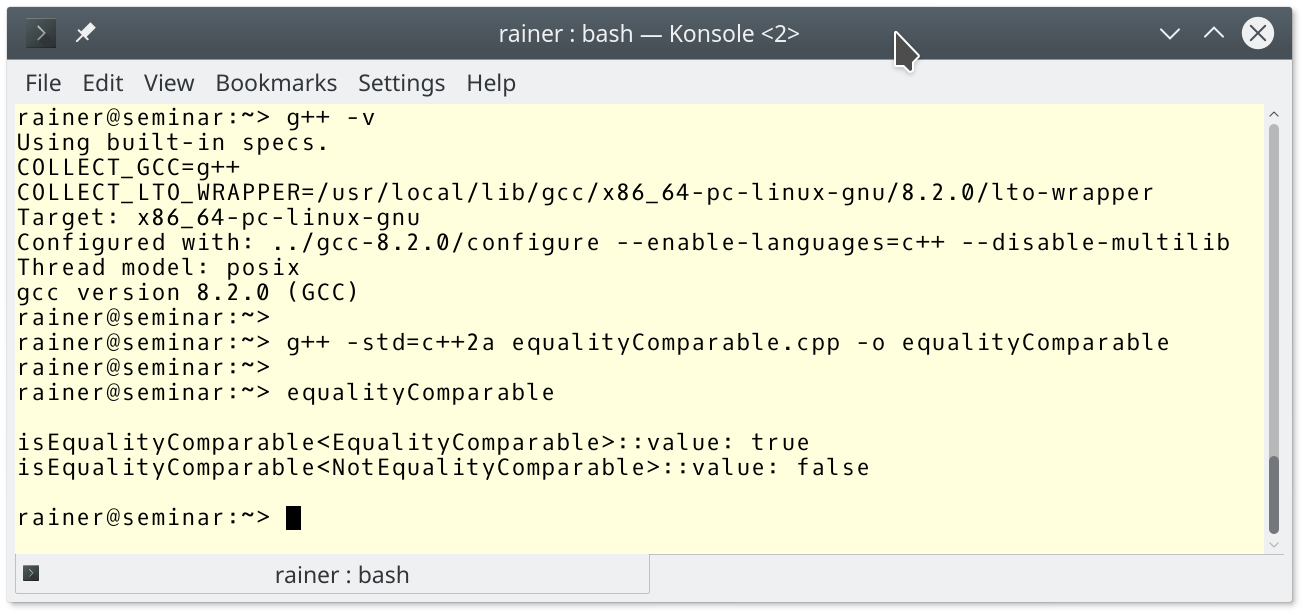 rainer : bash — Konsole <2>
File Edit View Bookmarks Settings Help
rainer@seminar:~> g++ -v
Using built-in specs.
COLLECT_GCC=g++
COLLECT_LTO_WRAPPER=/usr/local/lib/gcc/x86_64-pc-linux-gnu/8.2.0/lto-wrapper
Target: x86_64-pc-linux-gnu
Configured with: ../gcc-8.2.0/configure --enable-languages=c++ --disable-multilib
Thread model: posix
gcc version 8.2.0 (GCC)
rainer@seminar:~>
rainer@seminar:~> g++ -std=c++2a equalityComparable.cpp -o equalityComparable
rainer@seminar:~>
rainer@seminar:~> equalityComparable
isEqualityComparable<EqualityComparable>::value: true
isEqualityComparable<NotEqualityComparable>::value: false
rainer@seminar:~>
rainer : bash